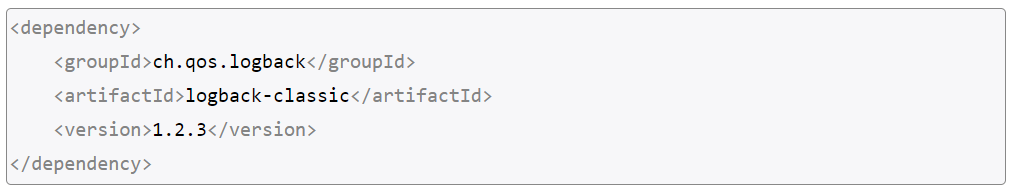 <dependency>
    <groupId>ch.qos.logback</groupId>
    <artifactId>logback-classic</artifactId>
    <version>1.2.3</version>
</dependency>